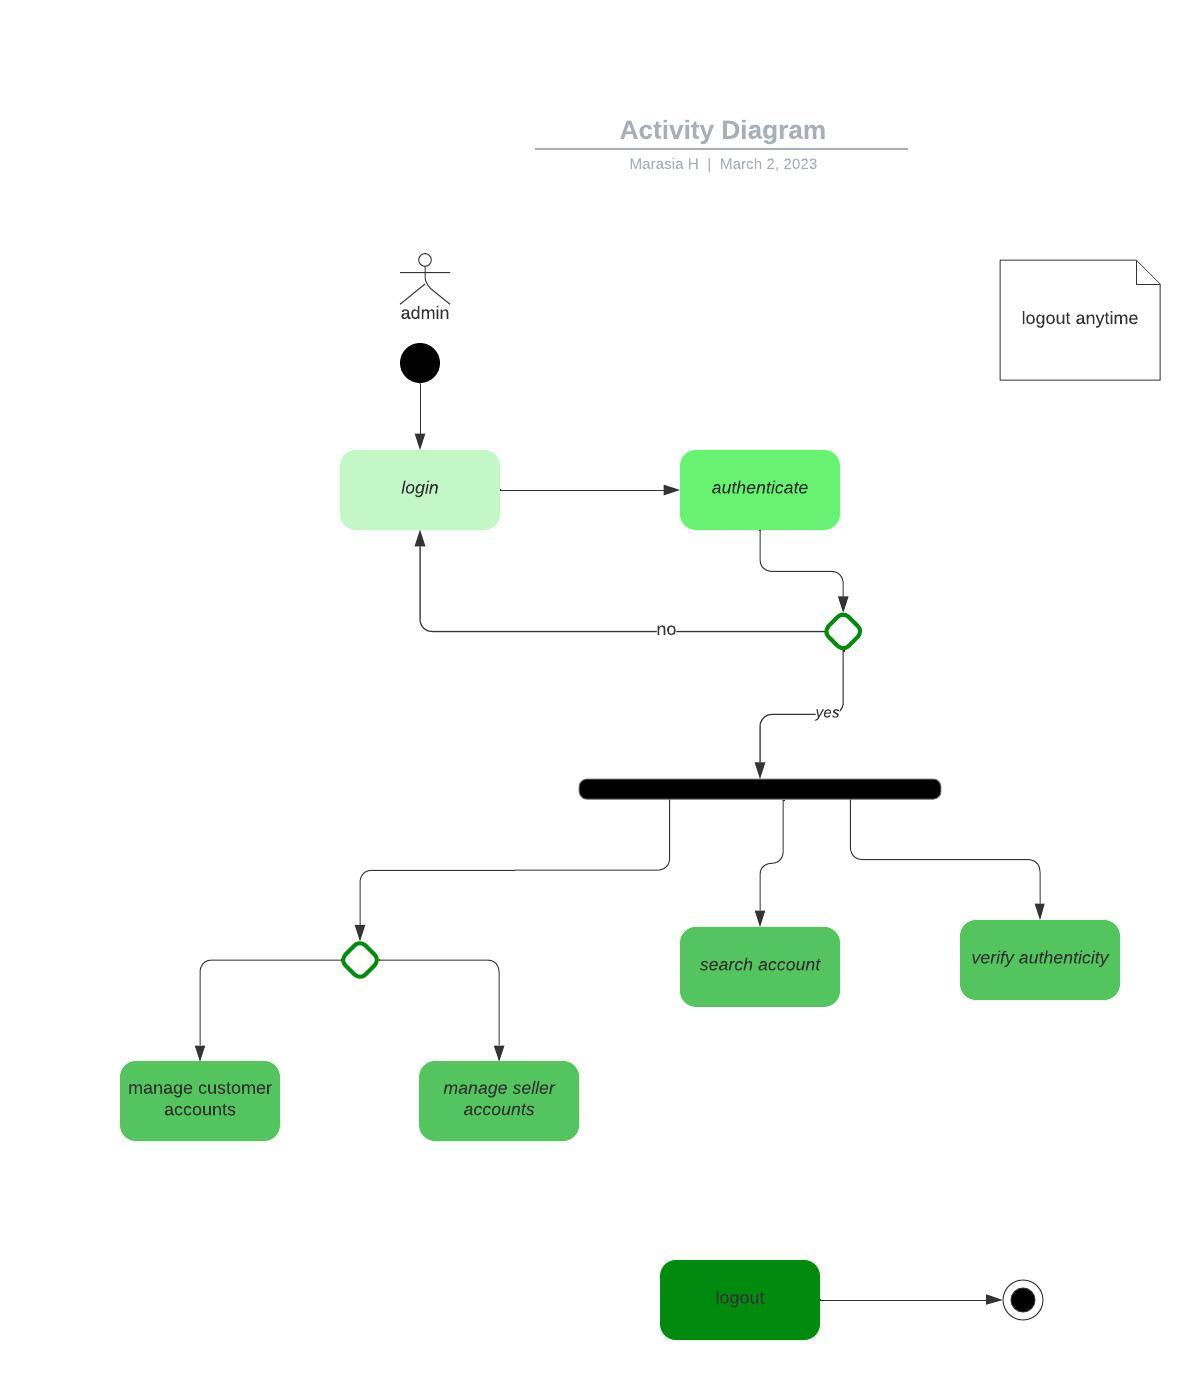 Activity Diagram
Marasia H | March 2, 2023
admin
logout anytime
login
authenticate
no
yes
search account
verify authenticity
manage customer
accounts
manage seller
accounts
logout